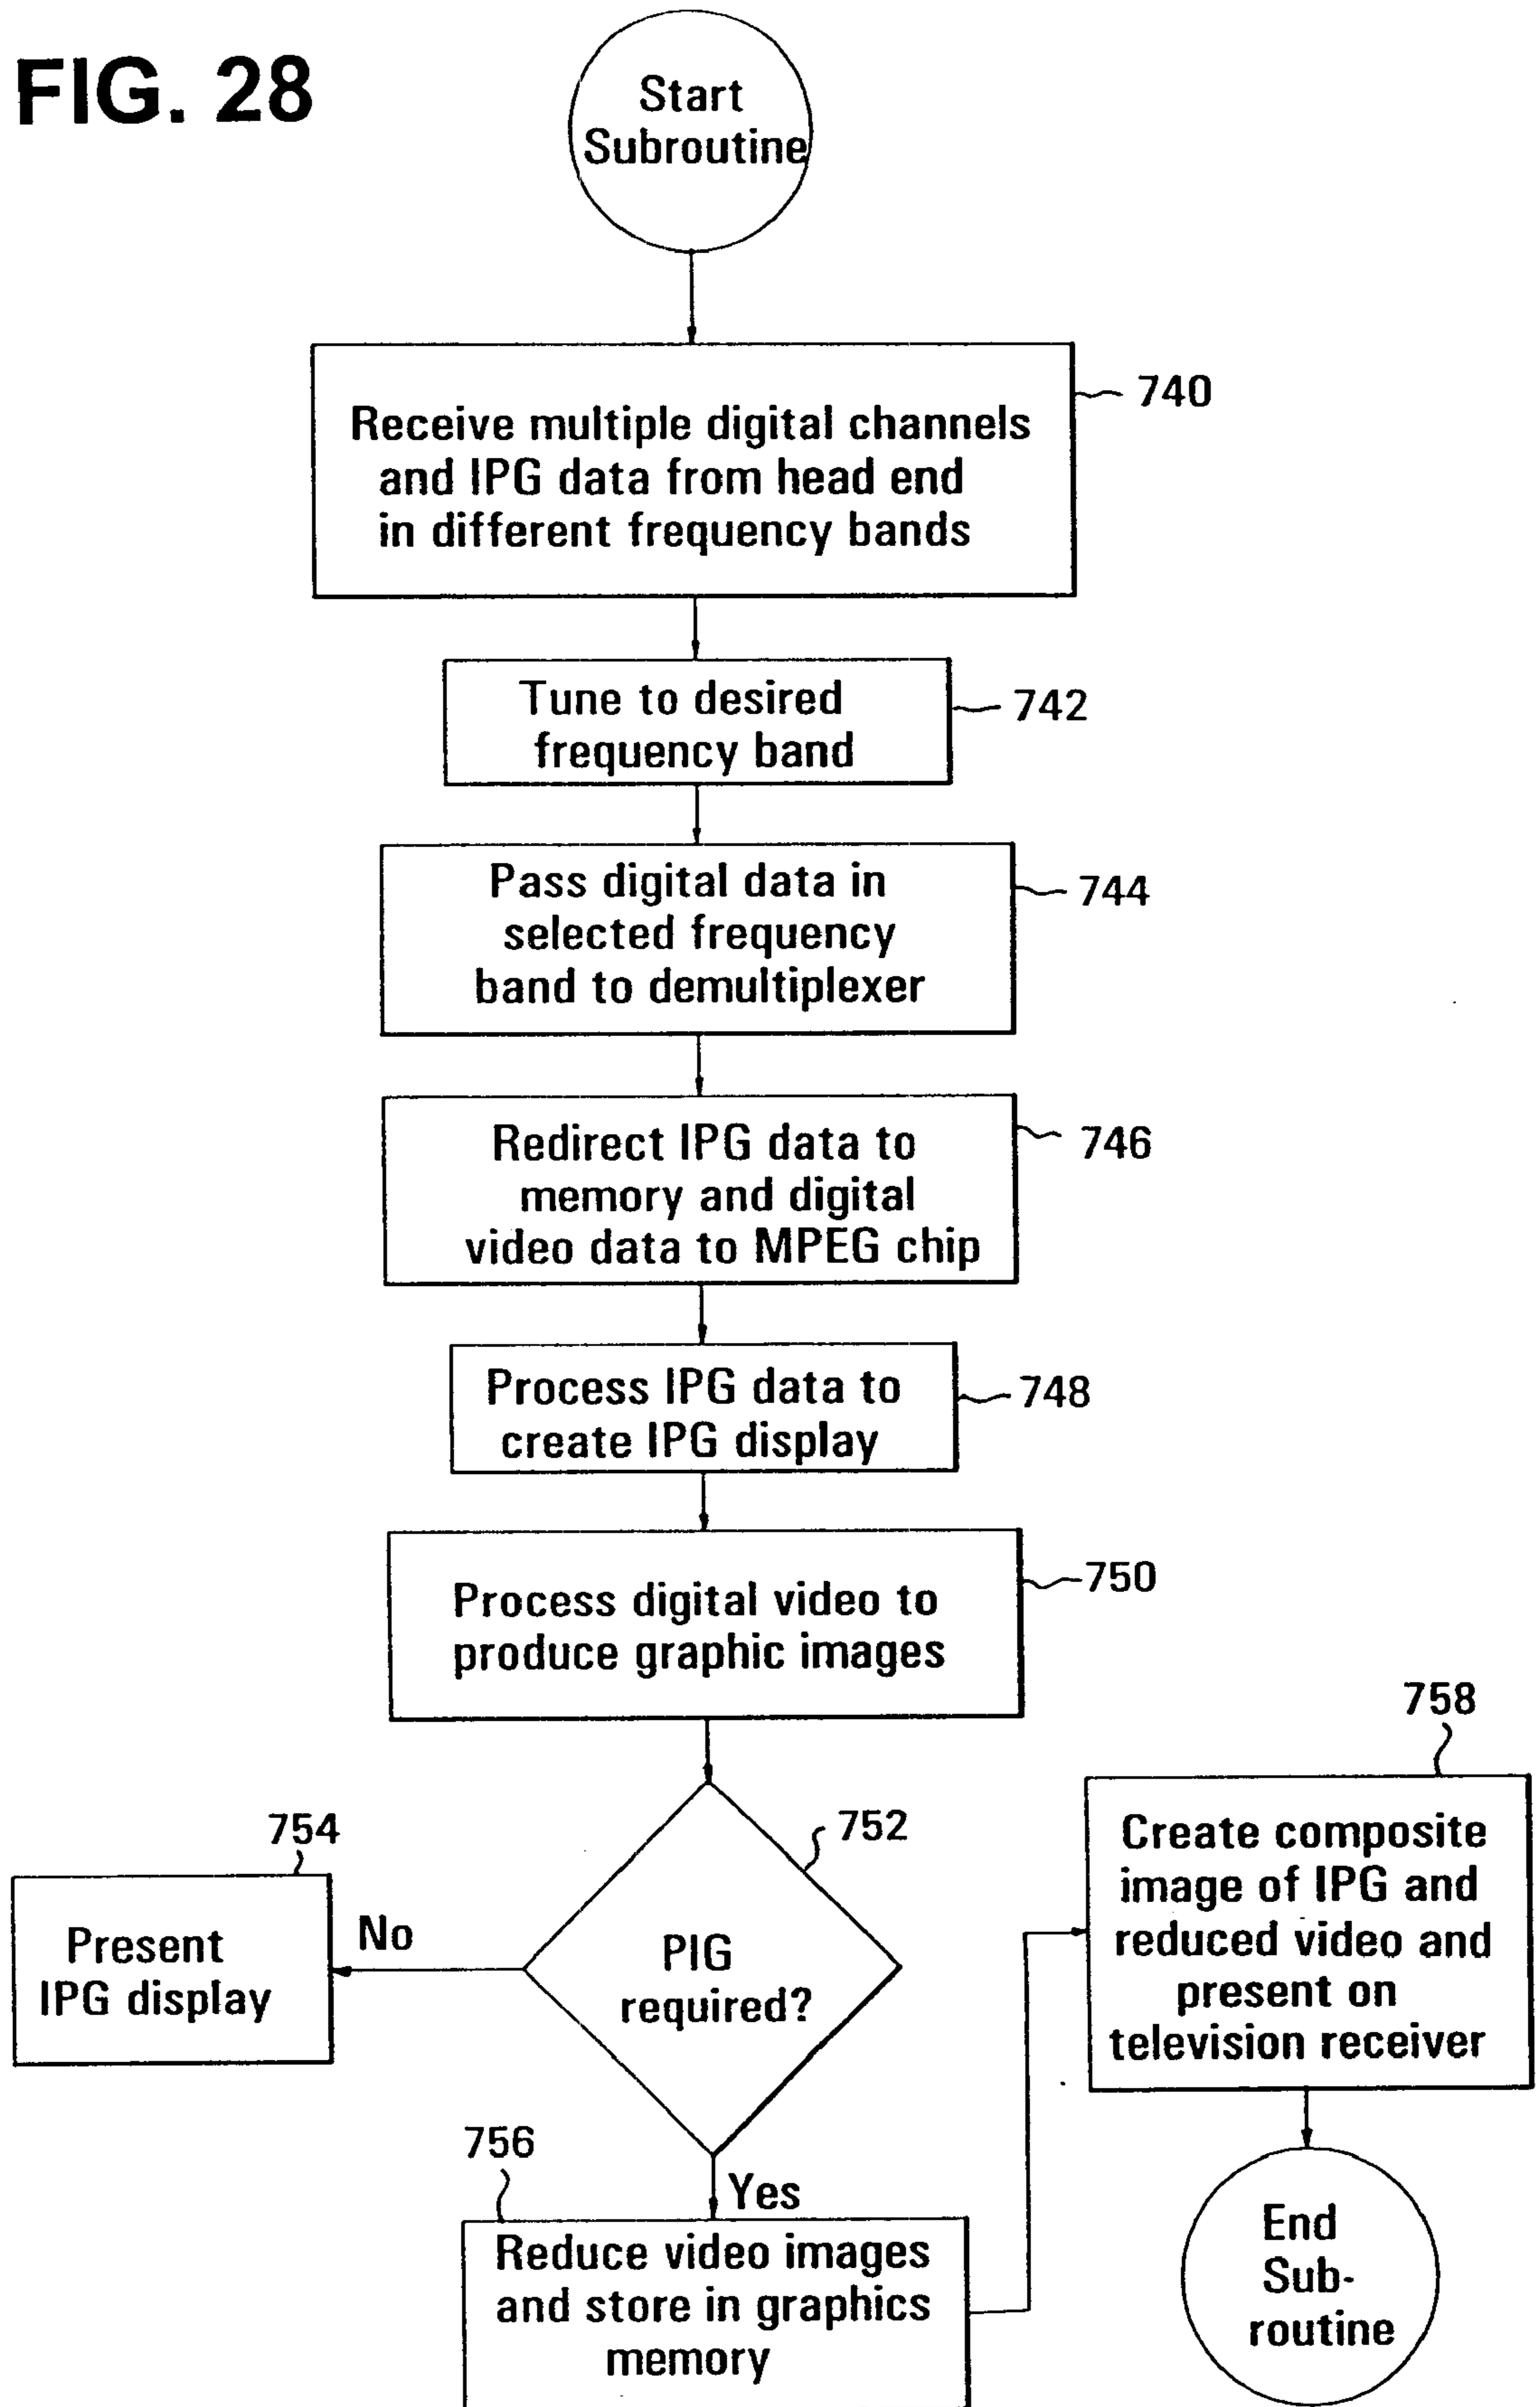 FIG. 28
Start
Subroutine
Receive multiple digital channels
and IPG data from head end
in different frequency bands
740
Tune to desired
frequency band
742
Pass digital data in
selected frequency
band to demultiplexer
744
Redirect IPG data to
memory and digital
video data to MPEG chip
746
Process IPG data to
create IPG display
748
Process digital video to
produce graphic images
750
PIG
required?
752
No
754
Present
IPG display
Yes
756
Reduce video images
and store in graphics
memory
758
Create composite
image of IPG and
reduced video and
present on
television receiver
End
Sub-
routine